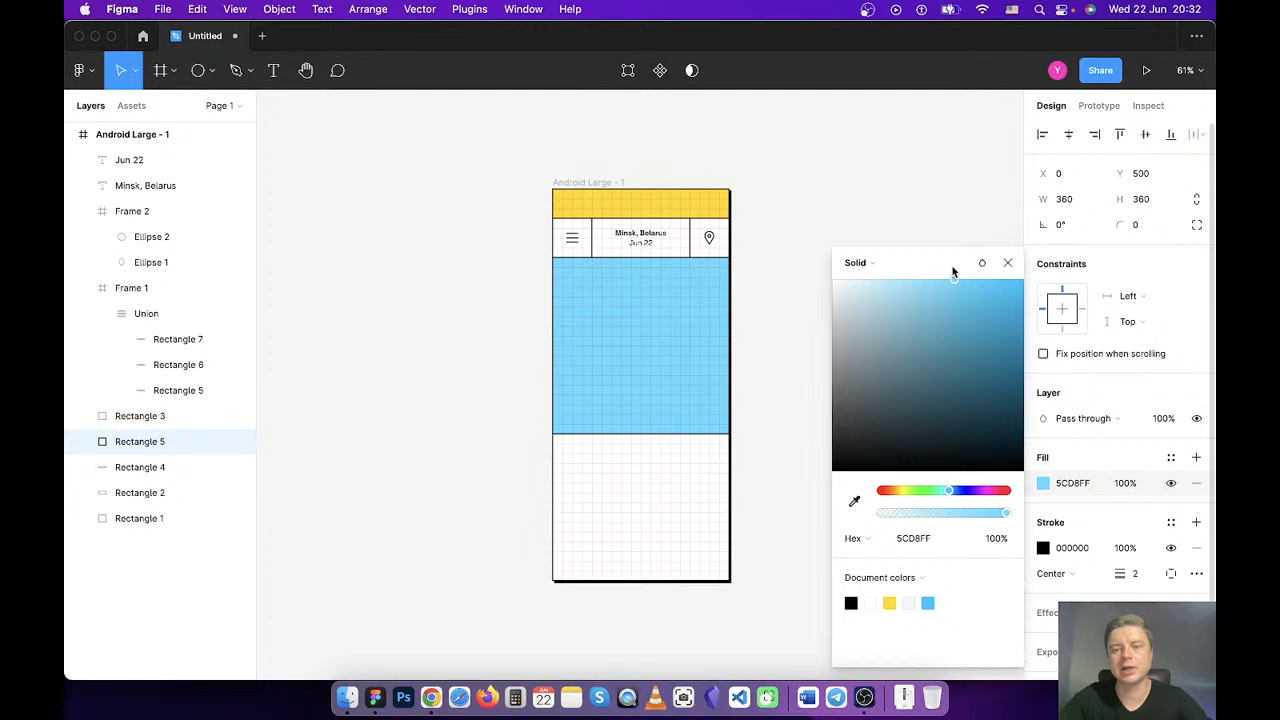 Figma File Edit View Object Text Arrange Vector Plugins Window Help Wed 22 Jun 20:32
Untitled
Y Share 61%
Layers Assets Page 1
Design Prototype Inspect
Android Large - 1
Jun 22
Minsk, Belarus
Frame 2
Ellipse 2
Ellipse 1
Frame 1
Union
Rectangle 7
Rectangle 6
Rectangle 5
Rectangle 3
Rectangle 5
Rectangle 4
Rectangle 2
Rectangle 1
Android Large - 1
Minsk, Belarus
Jun 22
Solid
Hex 5CD8FF 100%
Document colors
X 0 Y 500
W 360 H 360
0° 0
Constraints
Left
Top
Fix position when scrolling
Layer
Pass through 100%
Fill
5CD8FF 100%
Stroke
000000 100%
Center 2
Effec
Expo
JUN
22